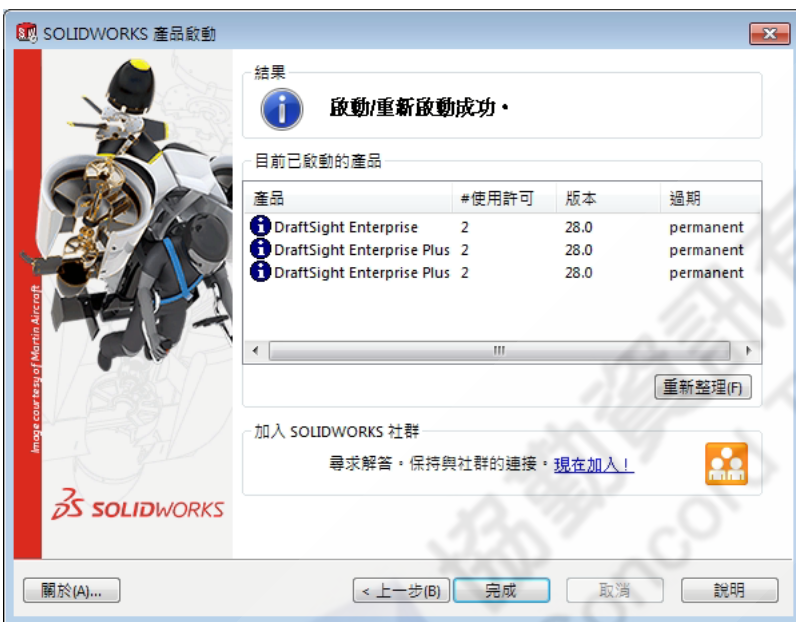 SOLIDWORKS 產品啟動
結果
啟動/重新啟動成功。
目前已啟動的產品
產品 #使用許可 版本 過期
DraftSight Enterprise 2 28.0 permanent
DraftSight Enterprise Plus 2 28.0 permanent
DraftSight Enterprise Plus 2 28.0 permanent
重新整理(F)
加入 SOLIDWORKS 社群
尋求解答。保持與社群的連接。現在加入！
Image courtesy of Martin Aircraft
SOLIDWORKS
關於(A)... < 上一步(B) 完成 取消 說明
協勤資訊